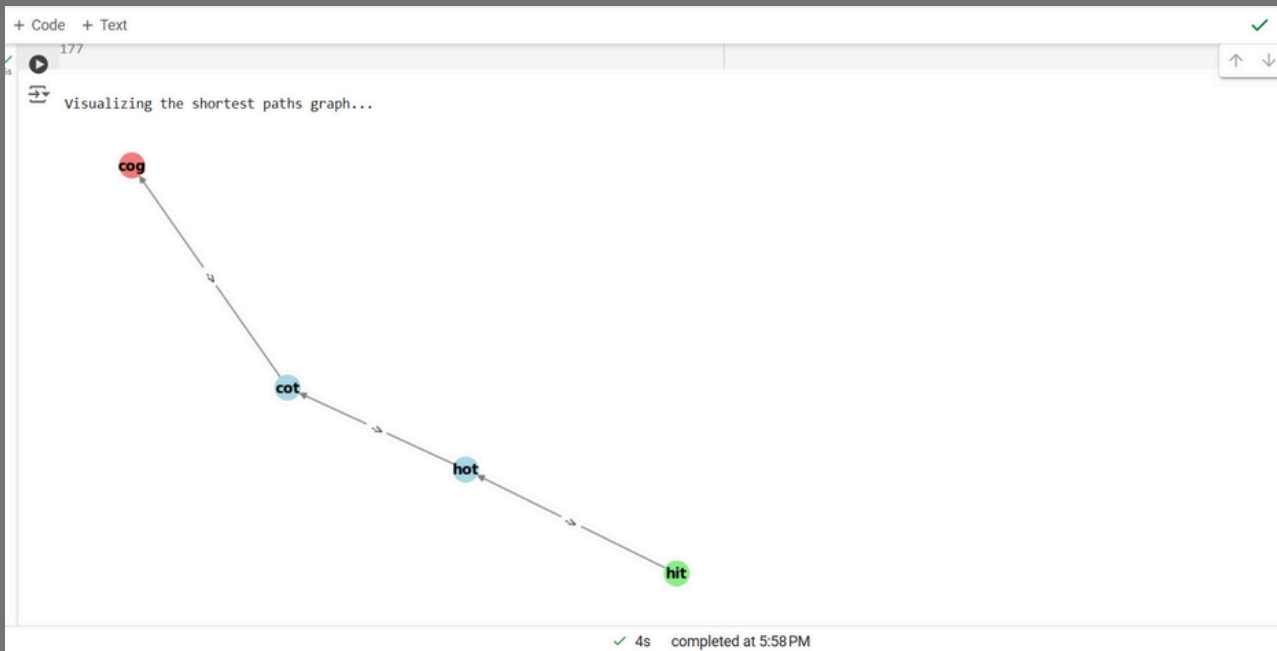 + Code + Text
177
Visualizing the shortest paths graph...
cog
cot
hot
hit
4s completed at 5:58 PM